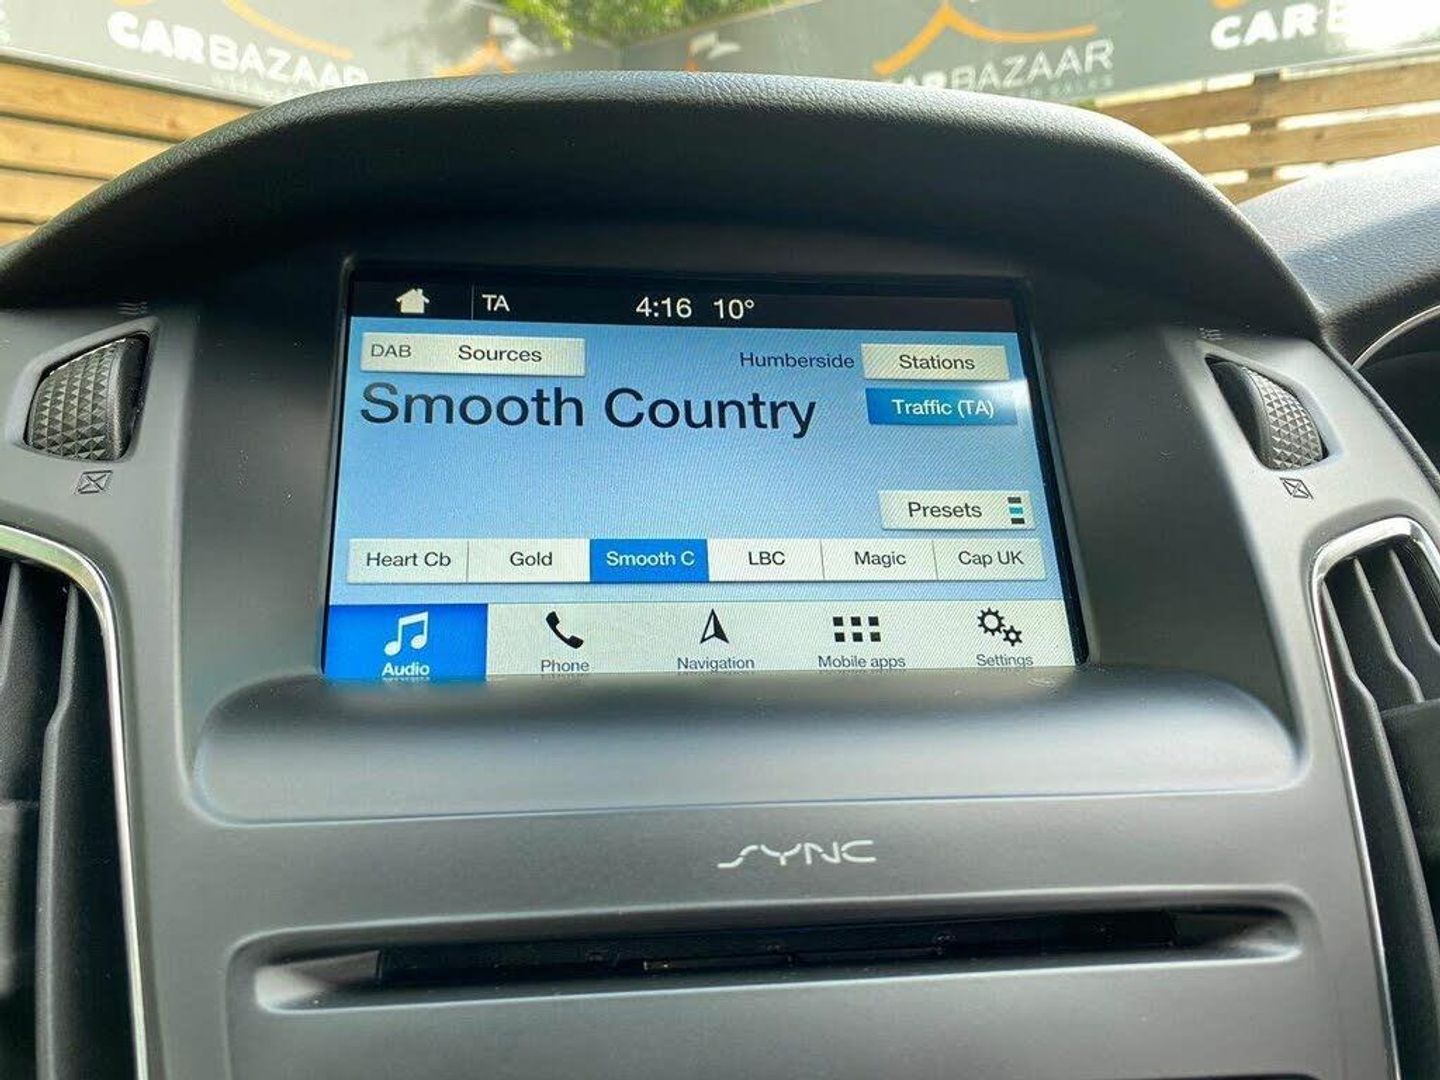 CARBAZAAR
CARBAZAAR
CAR
TA 4:16 10°
DAB Sources Humberside Stations
Smooth Country Traffic (TA)
Presets
Heart Cb Gold Smooth C LBC Magic Cap UK
Audio Phone Navigation Mobile apps Settings
SYNC